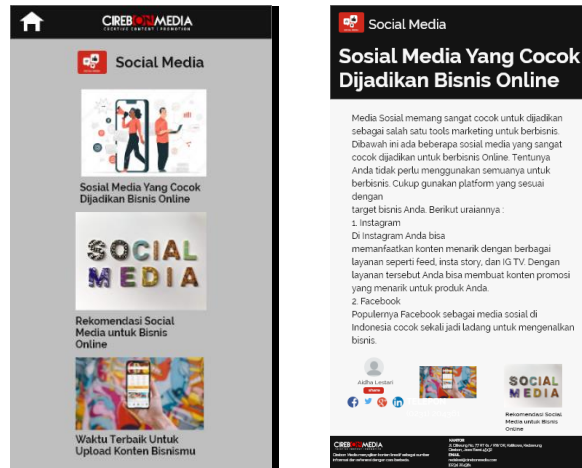 CIREBON MEDIA
CREATIVE CONTENT | PROMOTION
Social Media
Sosial Media Yang Cocok
Dijadikan Bisnis Online
SOCIAL
MEDIA
Rekomendasi Social
Media untuk Bisnis
Online
Waktu Terbaik Untuk
Upload Konten Bisnismu
Social Media
Sosial Media Yang Cocok
Dijadikan Bisnis Online
Media Sosial memang sangat cocok untuk dijadikan
sebagai salah satu tools marketing untuk berbisnis.
Dibawah ini ada beberapa sosial media yang sangat
cocok dijadikan untuk berbisnis Online. Tentunya
Anda tidak perlu menggunakan semuanya untuk
berbisnis. Cukup gunakan platform yang sesuai
dengan
target bisnis Anda. Berikut uraiannya :
1. Instagram
Di Instagram Anda bisa
memanfaatkan konten menarik dengan berbagai
layanan seperti feed, insta story, dan IG TV. Dengan
layanan tersebut Anda bisa membuat konten promosi
yang menarik untuk produk Anda.
2. Facebook
Populernya Facebook sebagai media sosial di
Indonesia cocok sekali jadi ladang untuk mengenalkan
bisnis.
Aidha Lestari
SOCIAL
MEDIA
Rekomendasi Social
Media untuk Bisnis
Online
CIREBON MEDIA
KANTOR
EMAIL